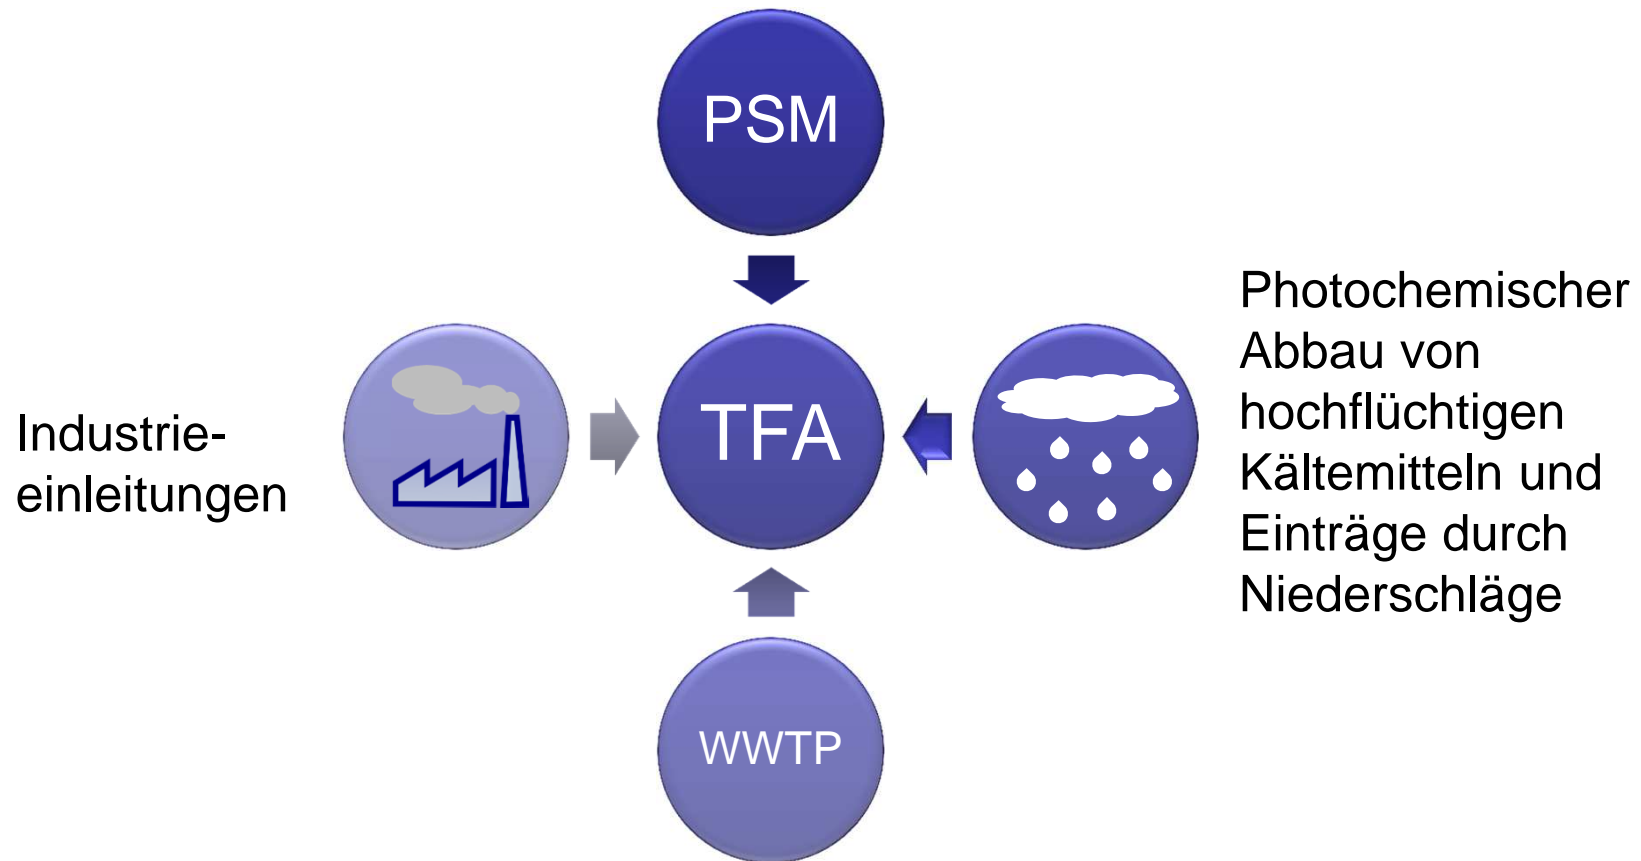 PSM
Industrie-
einleitungen
TFA
Photochemischer
Abbau von
hochflüchtigen
Kältemitteln und
Einträge durch
Niederschläge
WWTP